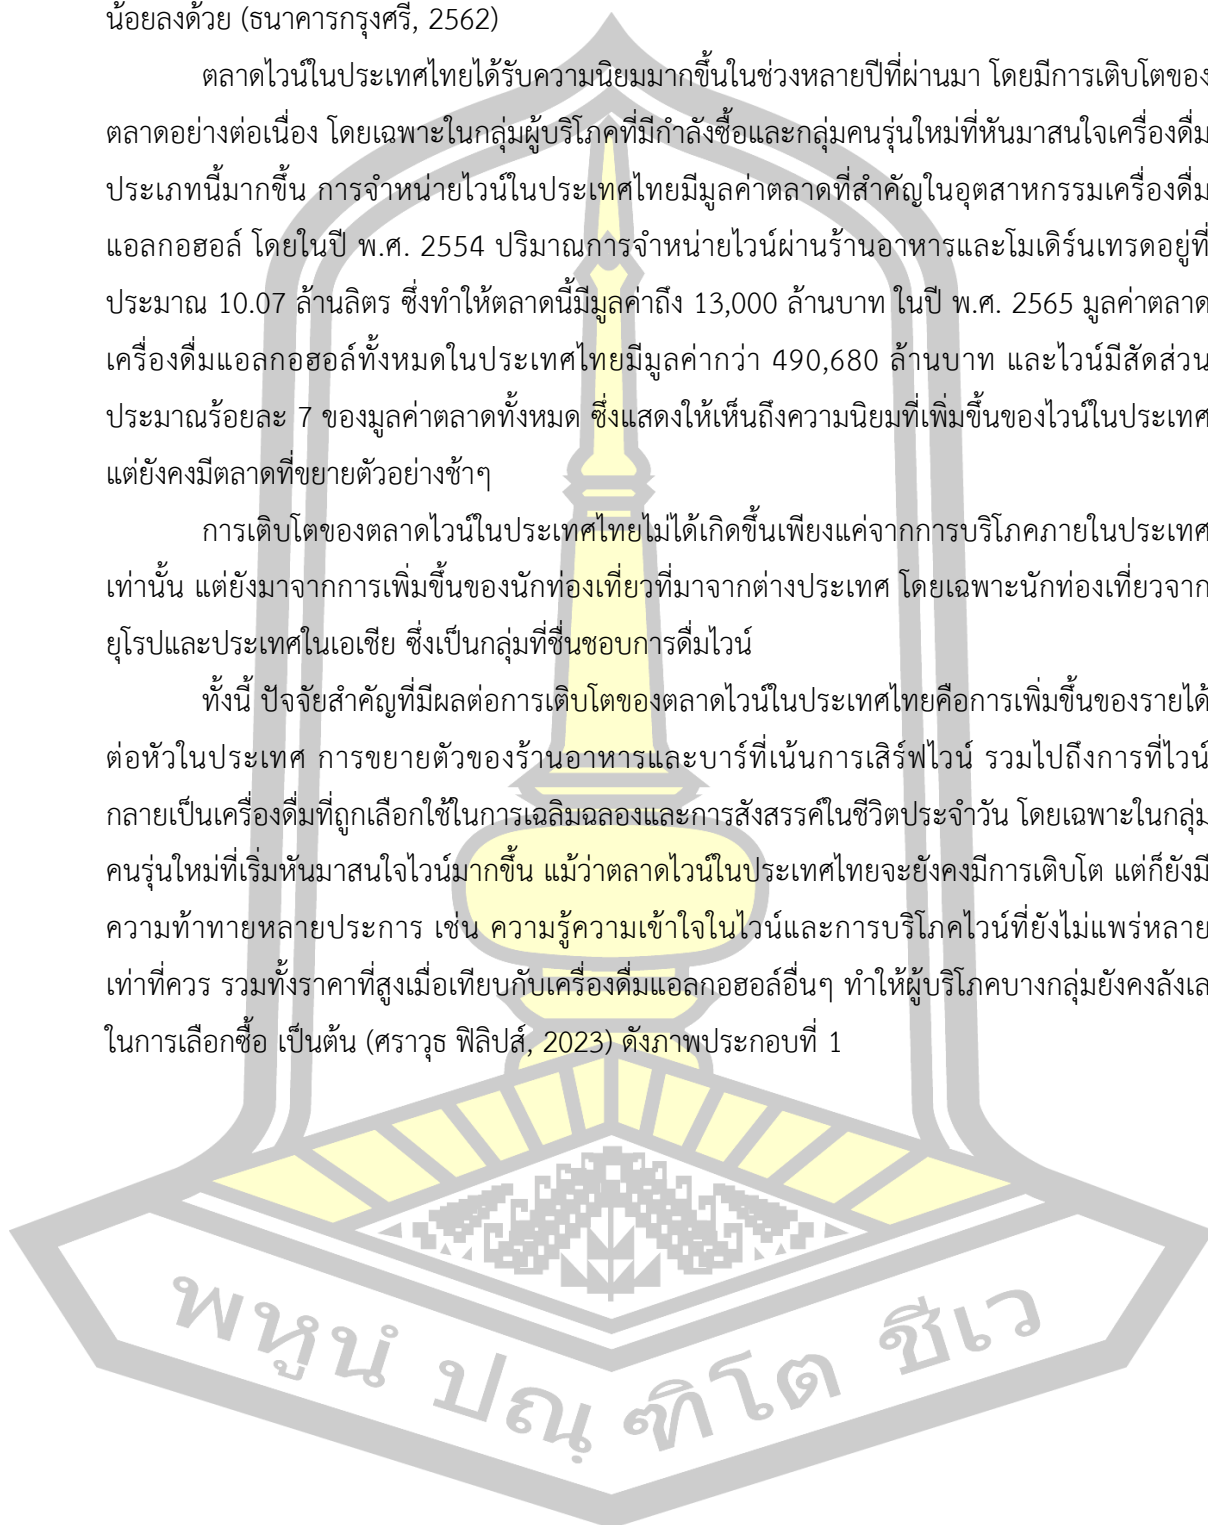 น้อยลงด้วย (ธนาคารกรุงศรี, 2562)
ตลาดไวน์ในประเทศไทยได้รับความนิยมมากขึ้นในช่วงหลายปีที่ผ่านมา โดยมีการเติบโตของ
ตลาดอย่างต่อเนื่อง โดยเฉพาะในกลุ่มผู้บริโภคที่มีกำลังซื้อและกลุ่มคนรุ่นใหม่ที่หันมาสนใจเครื่องดื่ม
ประเภทนี้มากขึ้น การจำหน่ายไวน์ในประเทศไทยมีมูลค่าตลาดที่สำคัญในอุตสาหกรรมเครื่องดื่ม
แอลกอฮอล์ โดยในปี พ.ศ. 2554 ปริมาณการจำหน่ายไวน์ผ่านร้านอาหารและโมเดิร์นเทรดอยู่ที่
ประมาณ 10.07 ล้านลิตร ซึ่งทำให้ตลาดนี้มีมูลค่าถึง 13,000 ล้านบาท ในปี พ.ศ. 2565 มูลค่าตลาด
เครื่องดื่มแอลกอฮอล์ทั้งหมดในประเทศไทยมีมูลค่ากว่า 490,680 ล้านบาท และไวน์มีสัดส่วน
ประมาณร้อยละ 7 ของมูลค่าตลาดทั้งหมด ซึ่งแสดงให้เห็นถึงความนิยมที่เพิ่มขึ้นของไวน์ในประเทศ
แต่ยังคงมีตลาดที่ขยายตัวอย่างช้าๆ
การเติบโตของตลาดไวน์ในประเทศไทยไม่ได้เกิดขึ้นเพียงแค่จากการบริโภคภายในประเทศ
เท่านั้น แต่ยังมาจากการเพิ่มขึ้นของนักท่องเที่ยวที่มาจากต่างประเทศ โดยเฉพาะนักท่องเที่ยวจาก
ยุโรปและประเทศในเอเชีย ซึ่งเป็นกลุ่มที่ชื่นชอบการดื่มไวน์
ทั้งนี้ ปัจจัยสำคัญที่มีผลต่อการเติบโตของตลาดไวน์ในประเทศไทยคือการเพิ่มขึ้นของรายได้
ต่อหัวในประเทศ การขยายตัวของร้านอาหารและบาร์ที่เน้นการเสิร์ฟไวน์ รวมไปถึงการที่ไวน์
กลายเป็นเครื่องดื่มที่ถูกเลือกใช้ในการเฉลิมฉลองและการสังสรรค์ในชีวิตประจำวัน โดยเฉพาะในกลุ่ม
คนรุ่นใหม่ที่เริ่มหันมาสนใจไวน์มากขึ้น แม้ว่าตลาดไวน์ในประเทศไทยจะยังคงมีการเติบโต แต่ก็ยังมี
ความท้าทายหลายประการ เช่น ความรู้ความเข้าใจในไวน์และการบริโภคไวน์ที่ยังไม่แพร่หลาย
เท่าที่ควร รวมทั้งราคาที่สูงเมื่อเทียบกับเครื่องดื่มแอลกอฮอล์อื่นๆ ทำให้ผู้บริโภคบางกลุ่มยังคงลังเล
ในการเลือกซื้อ เป็นต้น (ศราวุธ ฟิลิปส์, 2023) ดังภาพประกอบที่ 1
พหูนํ ปณฺฑิโต ชีเว